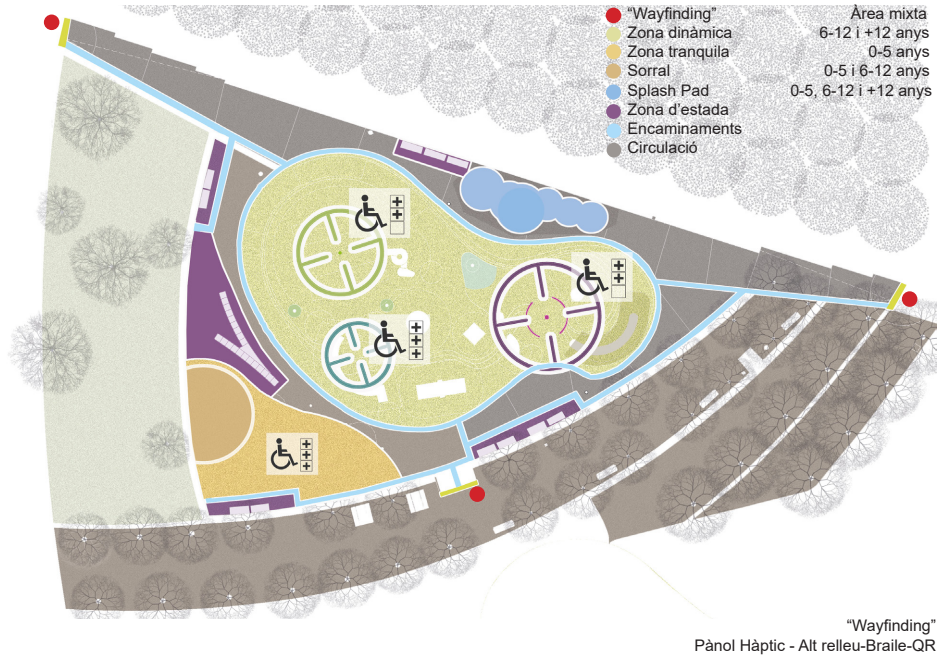 “Wayfinding” Àrea mixta
Zona dinàmica 6-12 i +12 anys
Zona tranquila 0-5 anys
Sorral 0-5 i 6-12 anys
Splash Pad 0-5, 6-12 i +12 anys
Zona d’estada
Encaminaments
Circulació
“Wayfinding”
Pànol Hàptic - Alt relleu-Braile-QR